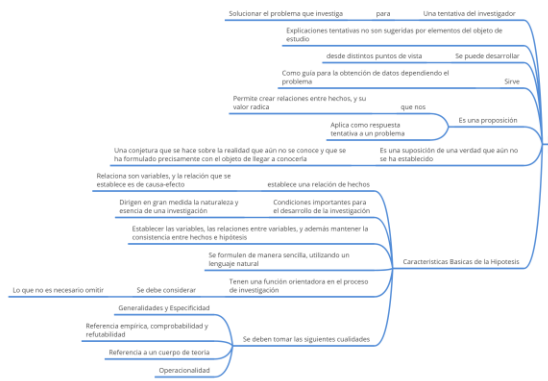 Solucionar el problema que investiga
para
Una tentativa del investigador
Explicaciones tentativas no son sugeridas por elementos del objeto de
estudio
desde distintos puntos de vista
Se puede desarrollar
Como guía para la obtención de datos dependiendo el
problema
Sirve
Permite crear relaciones entre hechos, y su
valor radica
que nos
Aplica como respuesta
tentativa a un problema
Es una proposición
Una conjetura que se hace sobre la realidad que aún no se conoce y que se
ha formulado precisamente con el objeto de llegar a conocerla
Es una suposición de una verdad que aún no
se ha establecido
Relaciona son variables, y la relación que se
establece es de causa-efecto
establece una relación de hechos
Dirigen en gran medida la naturaleza y
esencia de una investigación
Condiciones importantes para
el desarrollo de la investigación
Establecer las variables, las relaciones entre variables, y además mantener la
consistencia entre hechos e hipótesis
Se formulen de manera sencilla, utilizando un
lenguaje natural
Caracteristicas Basicas de la Hipotesis
Lo que no es necesario omitir
Se debe considerar
Tenen una función orientadora en el proceso
de investigación
Generalidades y Especificidad
Referencia empírica, comprobabilidad y
refutabilidad
Referencia a un cuerpo de teoria
Operacionalidad
Se deben tomar las siguientes cualidades